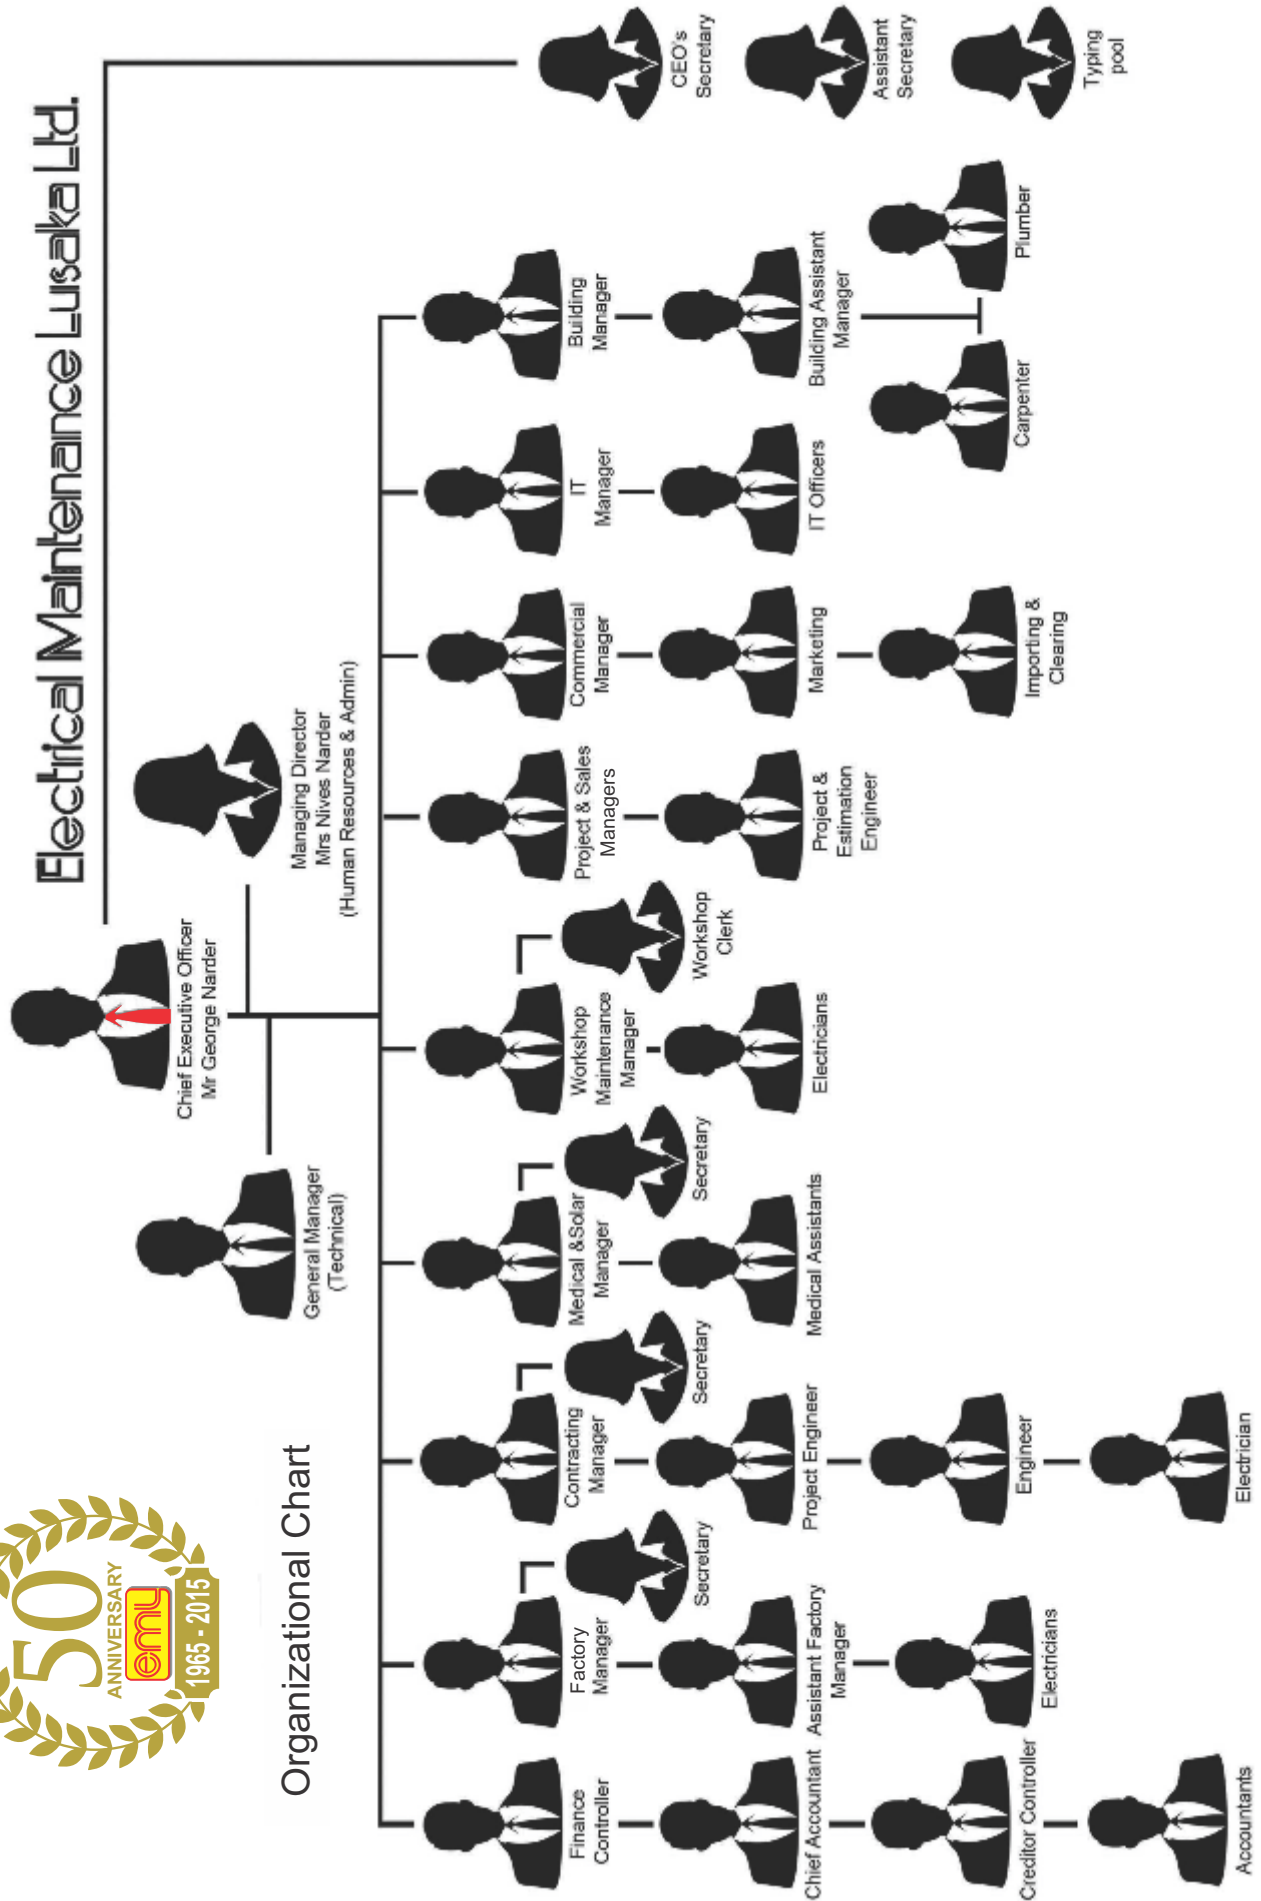 Electrical Maintenance Lusaka Ltd.
50
ANNIVERSARY
eml
1965 - 2015
Organizational Chart
Chief Executive Officer
Mr George Narder
General Manager
(Technical)
Managing Director
Mrs Nives Narder
(Human Resources & Admin)
CEO's
Secretary
Assistant
Secretary
Typing
pool
Finance
Controller
Chief Accountant
Creditor Controller
Accountants
Factory
Manager
Secretary
Assistant Factory
Manager
Electricians
Contracting
Manager
Secretary
Project Engineer
Engineer
Electrician
Medical &Solar
Manager
Secretary
Medical Assistants
Workshop
Maintenance
Manager
Workshop
Clerk
Electricians
Project & Sales
Managers
Project &
Estimation
Engineer
Commercial
Manager
Marketing
Importing &
Clearing
IT
Manager
IT Officers
Building
Manager
Building Assistant
Manager
Carpenter
Plumber